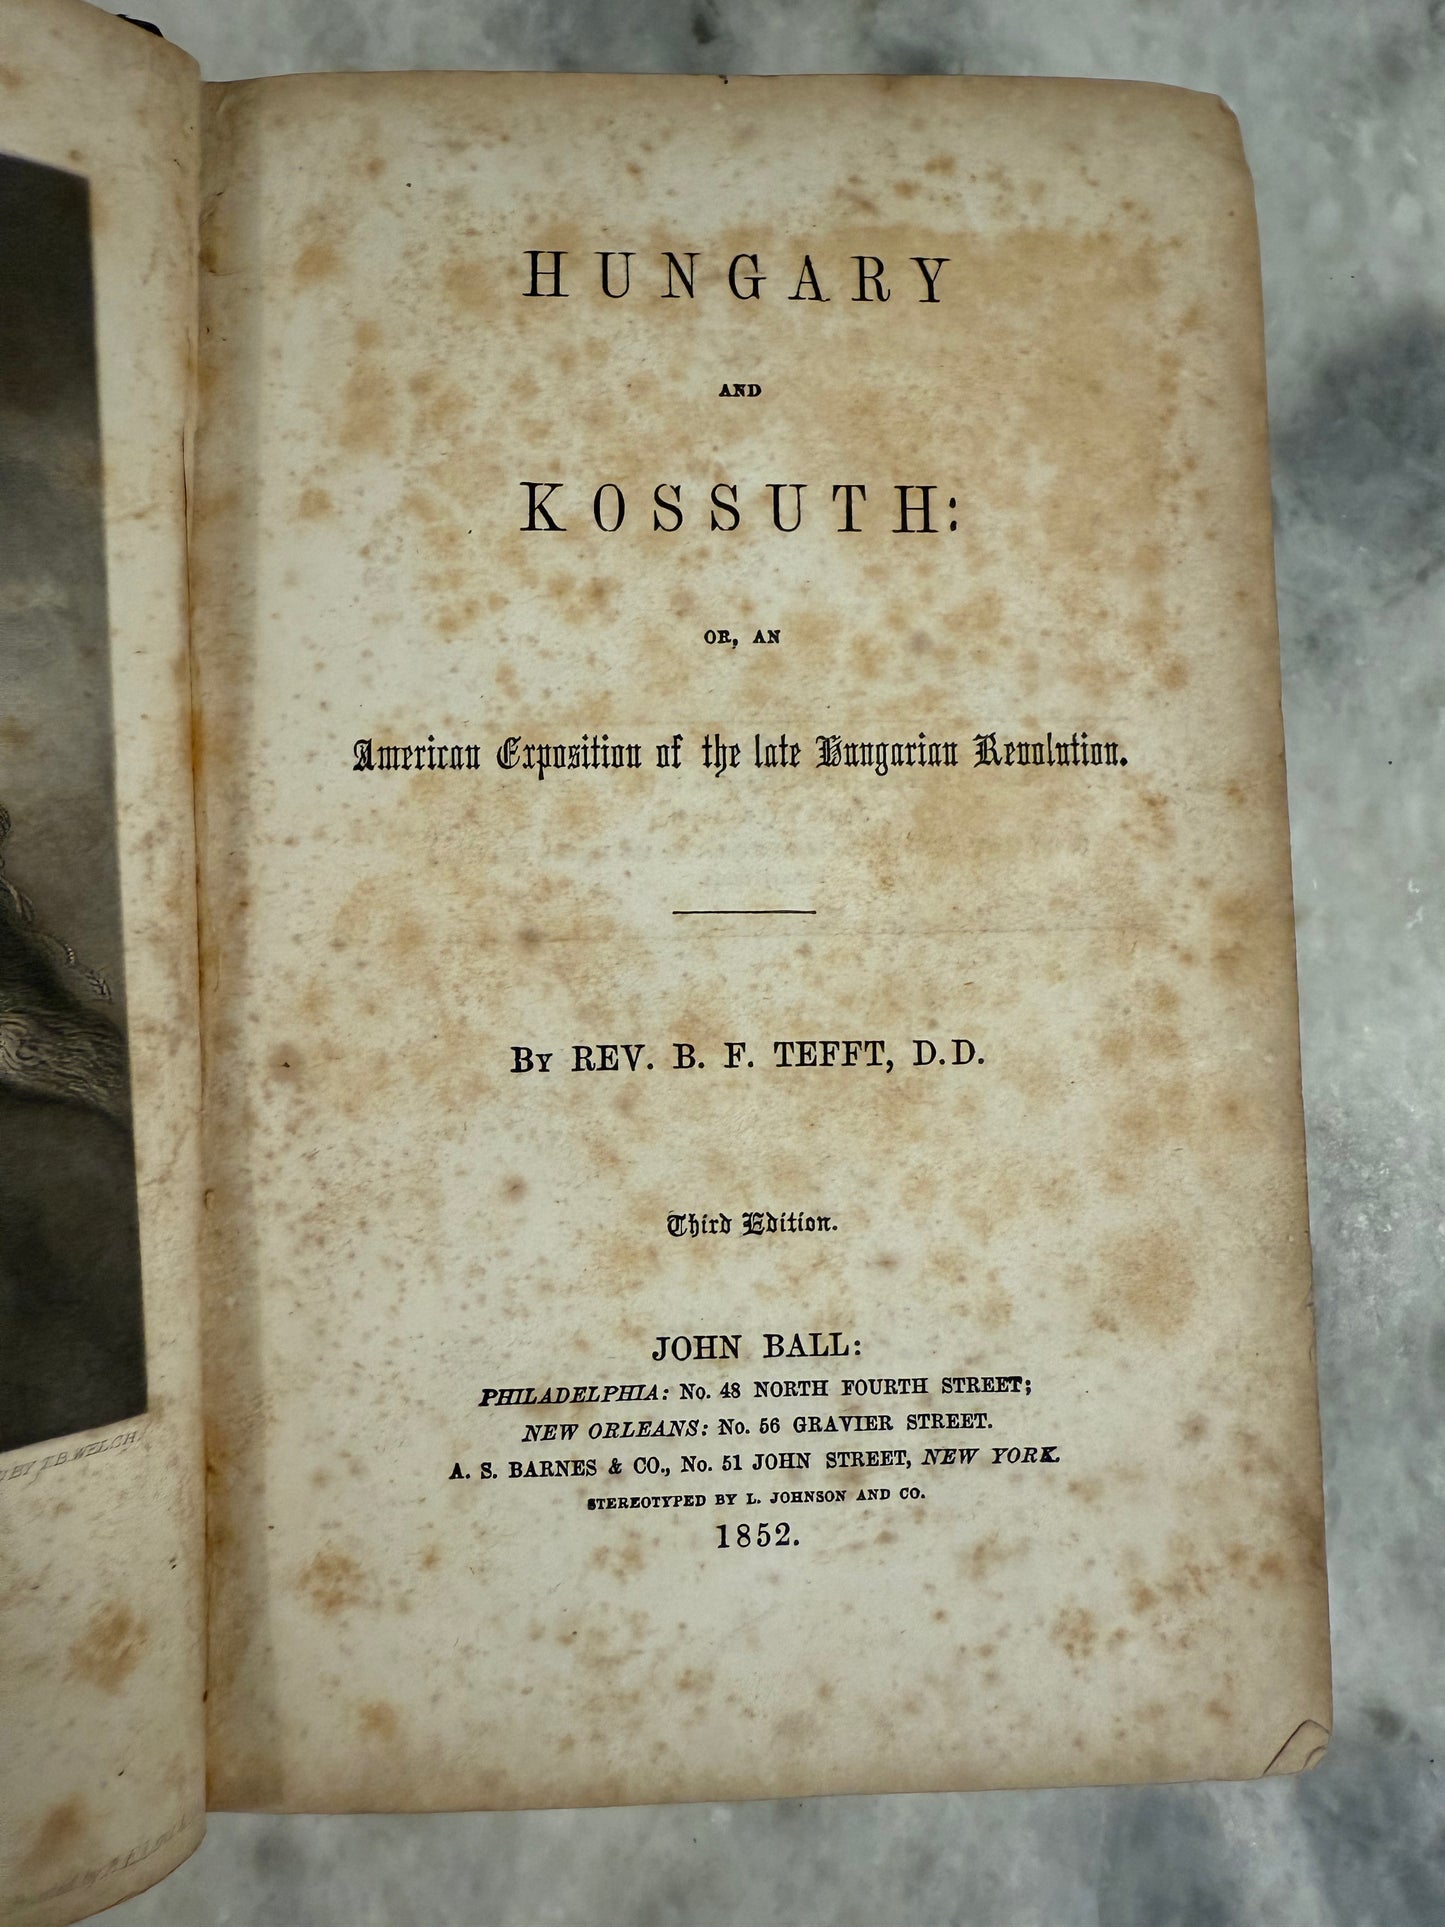 HUNGARY
AND
KOSSUTH:
OR, AN
American Exposition of the late Hungarian Revolution.
BY REV. B. F. TEFFT, D.D.
Third Edition.
JOHN BALL:
PHILADELPHIA: No. 48 NORTH FOURTH STREET;
NEW ORLEANS: No. 56 GRAVIER STREET.
A. S. BARNES & CO., No. 51 JOHN STREET, NEW YORK.
STEREOTYPED BY L. JOHNSON AND CO.
1852.
BY T.B. WELCH